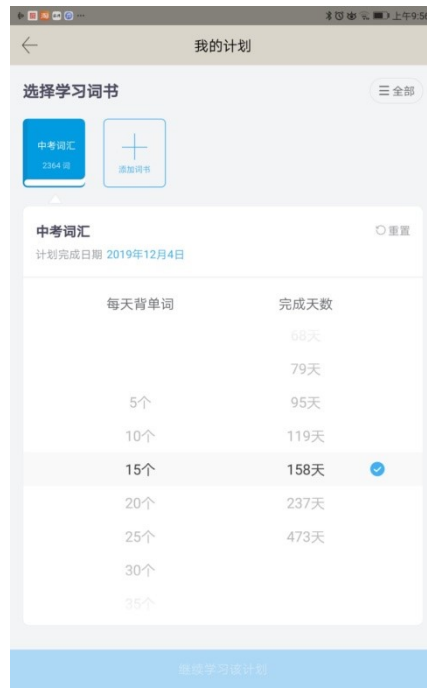 上午9:56
我的计划
选择学习词书
全部
中考词汇
2364 词
添加词书
中考词汇
重置
计划完成日期 2019年12月4日
每天背单词 完成天数
68天
79天
5个 95天
10个 119天
15个 158天
20个 237天
25个 473天
30个
35个
继续学习该计划